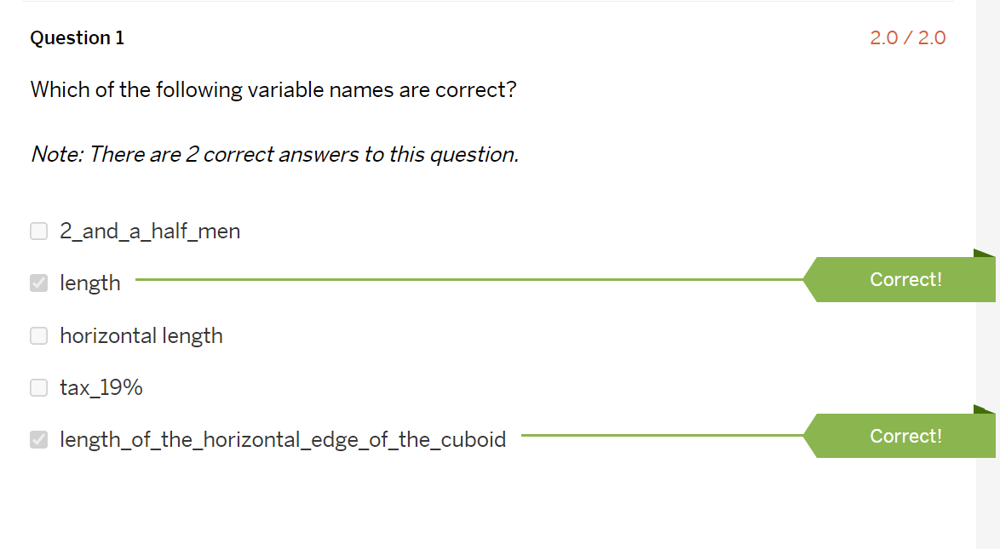 Question 1 2.0 / 2.0
Which of the following variable names are correct?
Note: There are 2 correct answers to this question.
2_and_a_half_men
length Correct!
horizontal length
tax_19%
length_of_the_horizontal_edge_of_the_cuboid Correct!